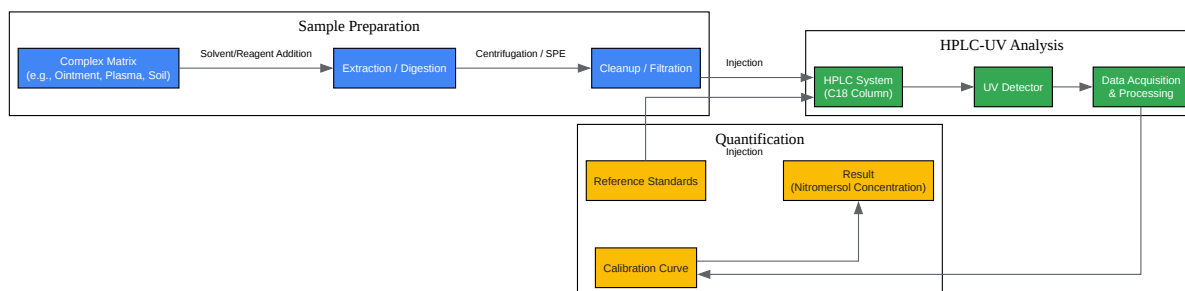 Sample Preparation
Complex Matrix
(e.g., Ointment, Plasma, Soil)
Solvent/Reagent Addition
Extraction / Digestion
Centrifugation / SPE
Cleanup / Filtration
Injection
HPLC-UV Analysis
HPLC System
(C18 Column)
UV Detector
Data Acquisition
& Processing
Quantification
Injection
Reference Standards
Result
(Nitromersol Concentration)
Calibration Curve